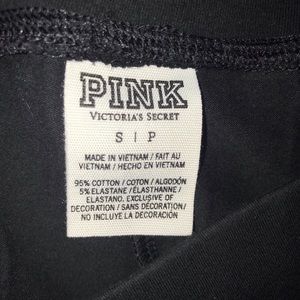 PINK
VICTORIA'S SECRET
S | P
MADE IN VIETNAM / FAIT AU
VIETNAM / HECHO EN VIETNAM
95% COTTON / COTON / ALGODÓN
5% ELASTANE / ÉLASTHANNE /
ELASTANO. EXCLUSIVE OF
DECORATION / SANS DÉCORATION/
NO INCLUYE LA DECORACIÓN